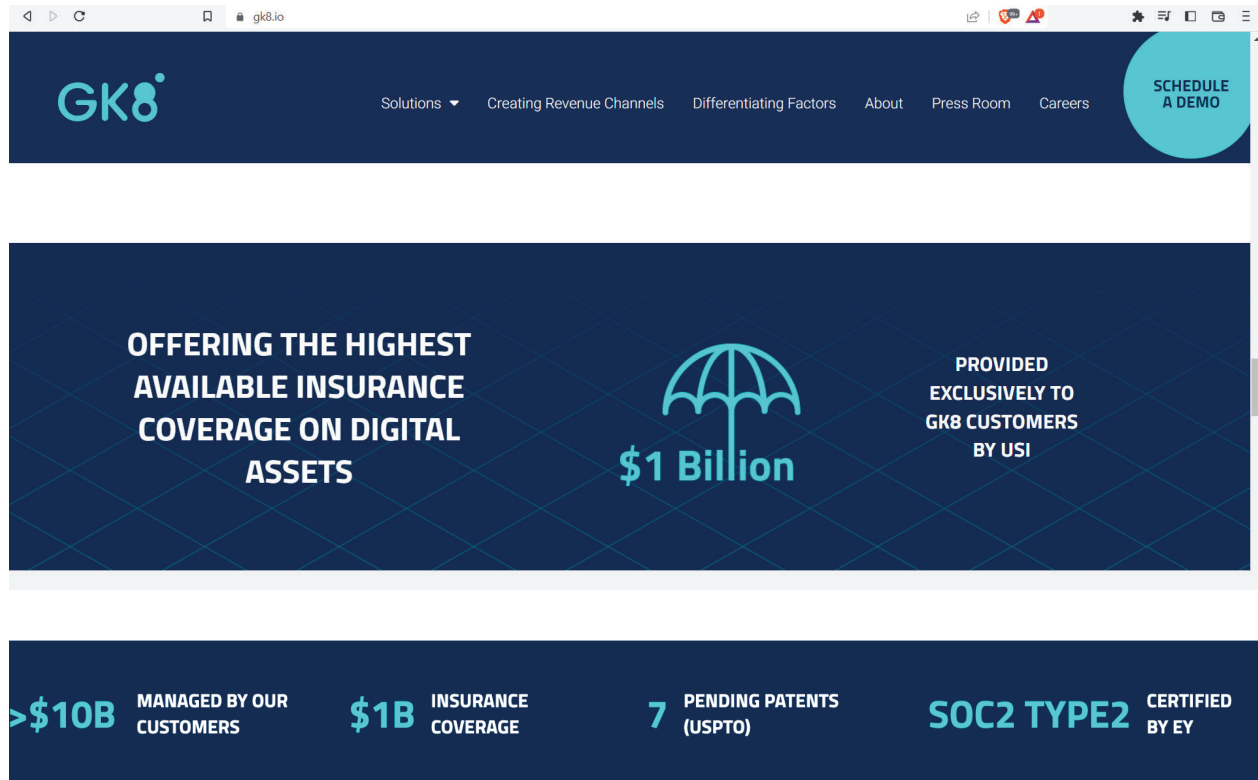 gk8.io
99+
1
GK8
Solutions
Creating Revenue Channels
Differentiating Factors
About
Press Room
Careers
SCHEDULE
A DEMO
OFFERING THE HIGHEST
AVAILABLE INSURANCE
COVERAGE ON DIGITAL
ASSETS
$1 Billion
PROVIDED
EXCLUSIVELY TO
GK8 CUSTOMERS
BY USI
>$10B
MANAGED BY OUR
CUSTOMERS
$1B
INSURANCE
COVERAGE
7
PENDING PATENTS
(USPTO)
SOC2 TYPE2
CERTIFIED
BY EY